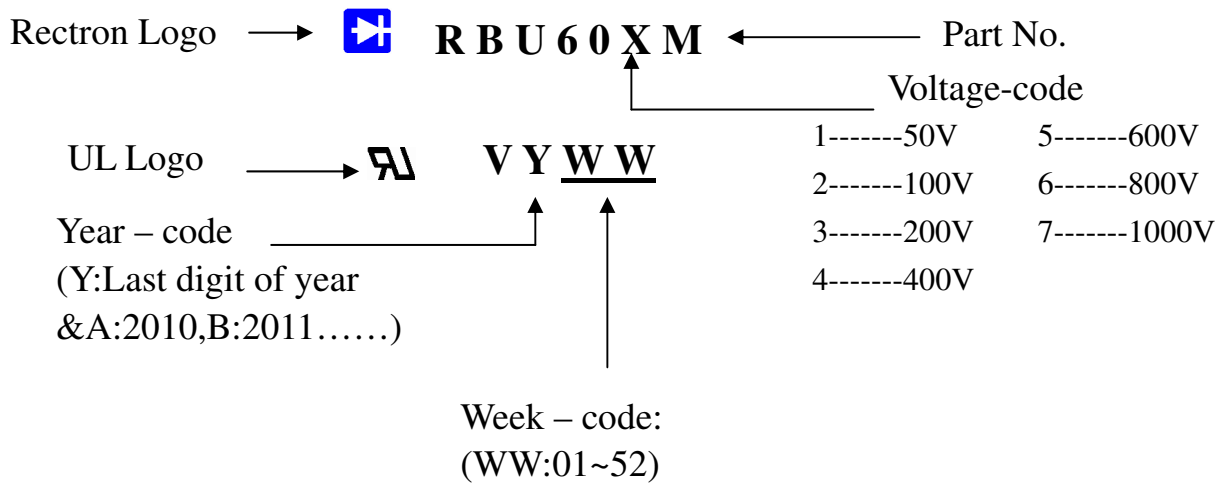 Rectron Logo R B U 6 0 X M Part No.
Voltage-code
1-------50V 5-------600V
UL Logo V Y W W
2-------100V 6-------800V
Year – code 3-------200V 7-------1000V
(Y:Last digit of year 4-------400V
&A:2010,B:2011……)
Week – code:
(WW:01~52)